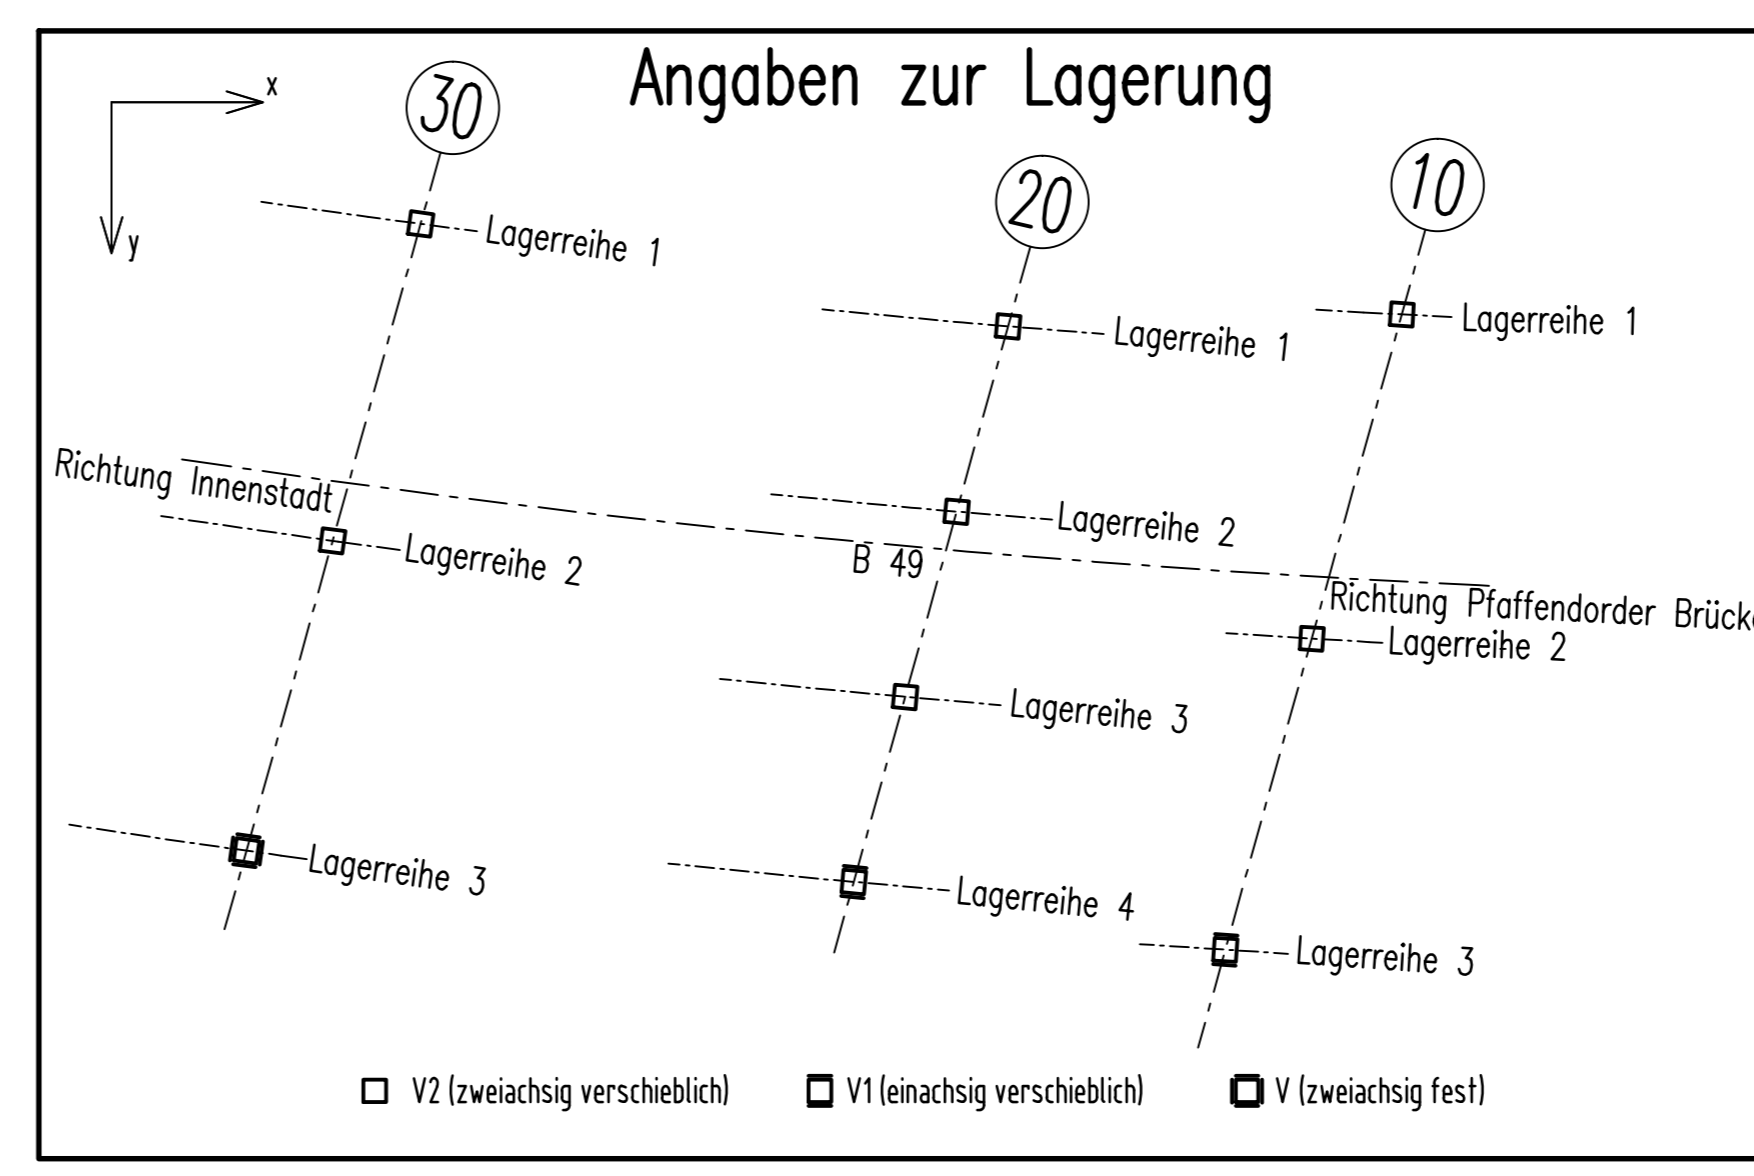 Angaben zur Lagerung
x
y
30
20
10
Lagerreihe 1
Lagerreihe 1
Lagerreihe 1
Richtung Innenstadt
Lagerreihe 2
Lagerreihe 2
B 49
Richtung Pfaffendorder Brücke
Lagerreihe 2
Lagerreihe 3
Lagerreihe 3
Lagerreihe 4
Lagerreihe 3
V2 (zweiachsig verschieblich)
V1 (einachsig verschieblich)
V (zweiachsig fest)